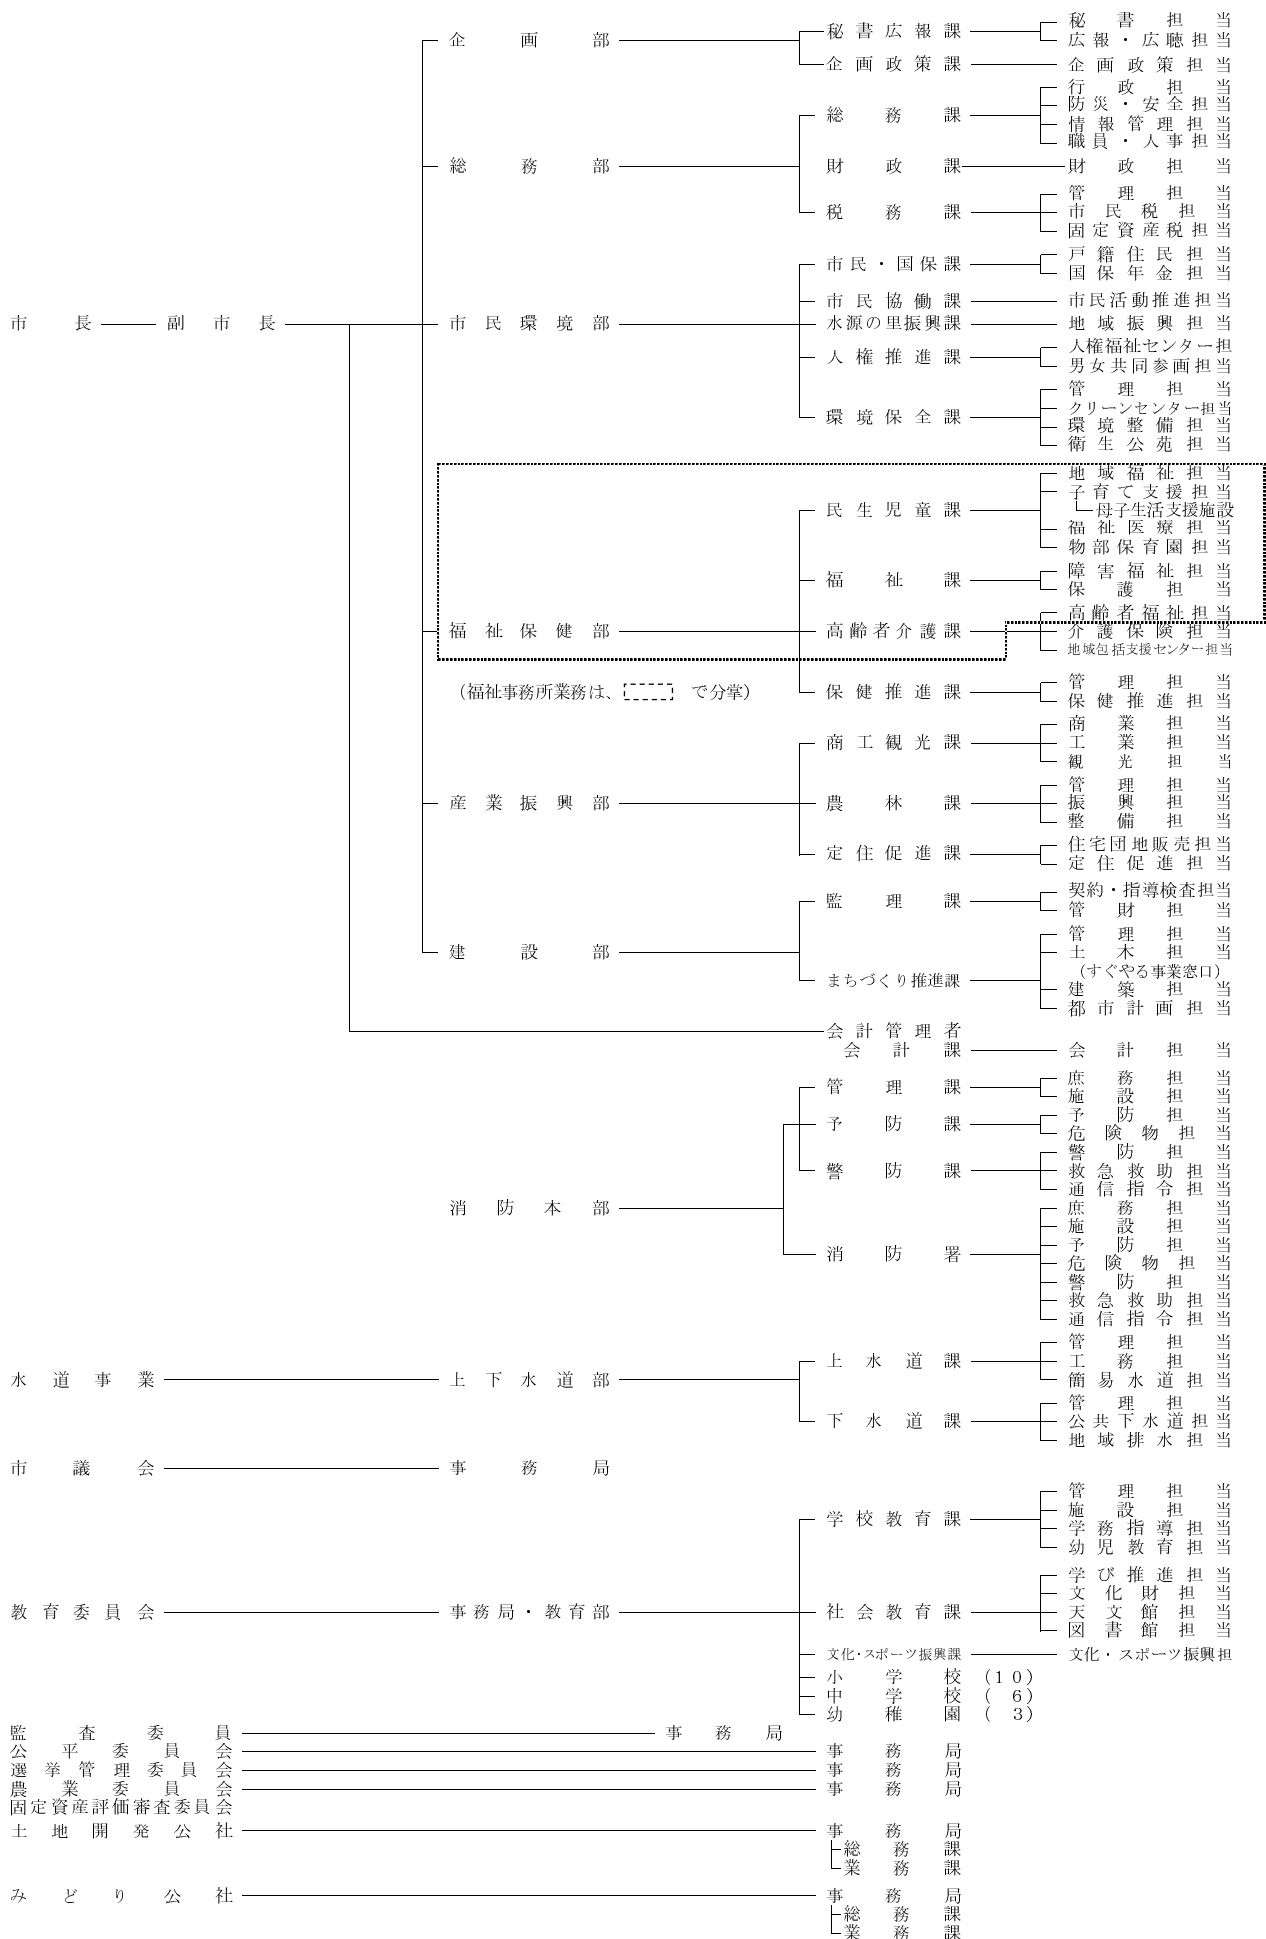 秘書担当
企画部 秘書広報課
広報・広聴担当
企画政策課 企画政策担当
行政担当
防災・安全担当
総務課
情報管理担当
職員・人事担当
総務部 財政課 財政担当
管理担当
税務課 市民税担当
固定資産税担当
戸籍住民担当
市民・国保課
国保年金担当
市民協働課 市民活動推進担当
市長 副市長 市民環境部 水源の里振興課 地域振興担当
人権福祉センター担
人権推進課
男女共同参画担当
管理担当
クリーンセンター担当
環境保全課
環境整備担当
衛生公苑担当
地域福祉担当
子育て支援担当
民生児童課 母子生活支援施設
福祉医療担当
物部保育園担当
障害福祉担当
福祉課
保護担当
高齢者福祉担当
福祉保健部 高齢者介護課 介護保険担当
地域包括支援センター担当
管理担当
（福祉事務所業務は、 で分掌） 保健推進課
保健推進担当
商業担当
商工観光課 工業担当
観光担当
管理担当
産業振興部 農林課 振興担当
整備担当
住宅団地販売担当
定住促進課
定住促進担当
契約・指導検査担当
監理課
管財担当
管理担当
建設部 土木担当
（すぐやる事業窓口）
まちづくり推進課
建築担当
都市計画担当
会計管理者
会計課 会計担当
庶務担当
管理課
施設担当
予防担当
予防課
危険物担当
警防担当
警防課 救急救助担当
通信指令担当
消防本部 庶務担当
施設担当
予防担当
消防署
危険物担当
警防担当
救急救助担当
通信指令担当
管理担当
上水道課 工務担当
水道事業 上下水道部 簡易水道担当
管理担当
下水道課 公共下水道担当
地域排水担当
市議会 事務局
管理担当
施設担当
学校教育課
学務指導担当
幼児教育担当
学び推進担当
文化財担当
教育委員会 事務局・教育部 社会教育課 天文館担当
図書館担当
文化・スポーツ振興課 文化・スポーツ振興担
小学校（１０）
中学校（ ６）
幼稚園（ ３）
監査委員 事務局
公平委員会 事務局
選挙管理委員会 事務局
農業委員会 事務局
固定資産評価審査委員会
土地開発公社 事務局
総務課
業務課
みどり公社 事務局
総務課
業務課